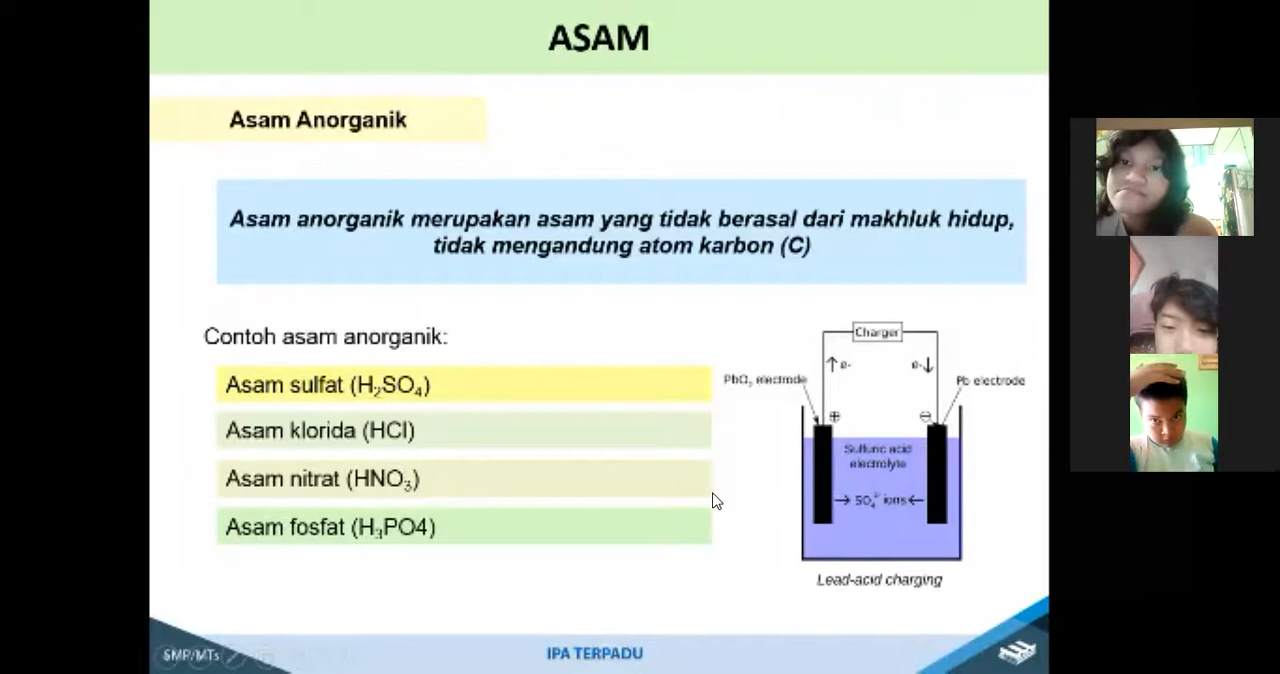 ASAM
Asam Anorganik
Asam anorganik merupakan asam yang tidak berasal dari makhluk hidup,
tidak mengandung atom karbon (C)
Contoh asam anorganik:
Asam sulfat (H₂SO₄)
Asam klorida (HCl)
Asam nitrat (HNO₃)
Asam fosfat (H₃PO4)
Charger
↑ e- e-↓
PbO₂ electrode
Pb electrode
⊕ ⊖
Sulfuric acid
electrolyte
→ SO₄²⁻ ions ←
Lead-acid charging
SMP/MTs
IPA TERPADU